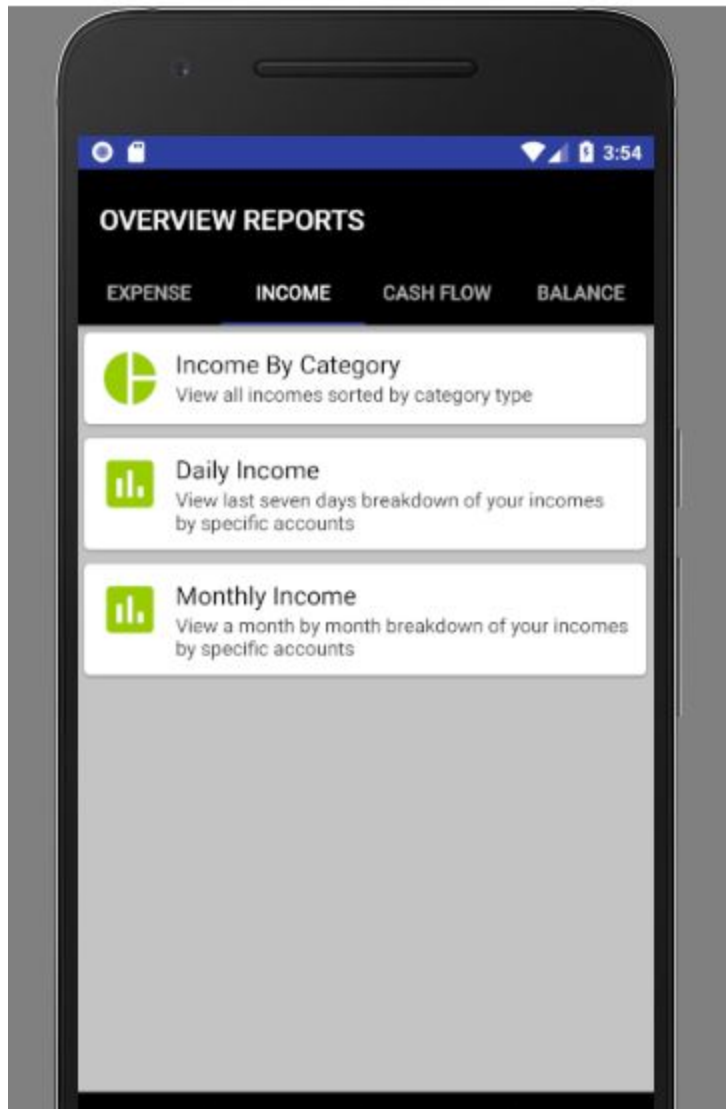 3:54
OVERVIEW REPORTS
EXPENSE INCOME CASH FLOW BALANCE
Income By Category
View all incomes sorted by category type
Daily Income
View last seven days breakdown of your incomes
by specific accounts
Monthly Income
View a month by month breakdown of your incomes
by specific accounts